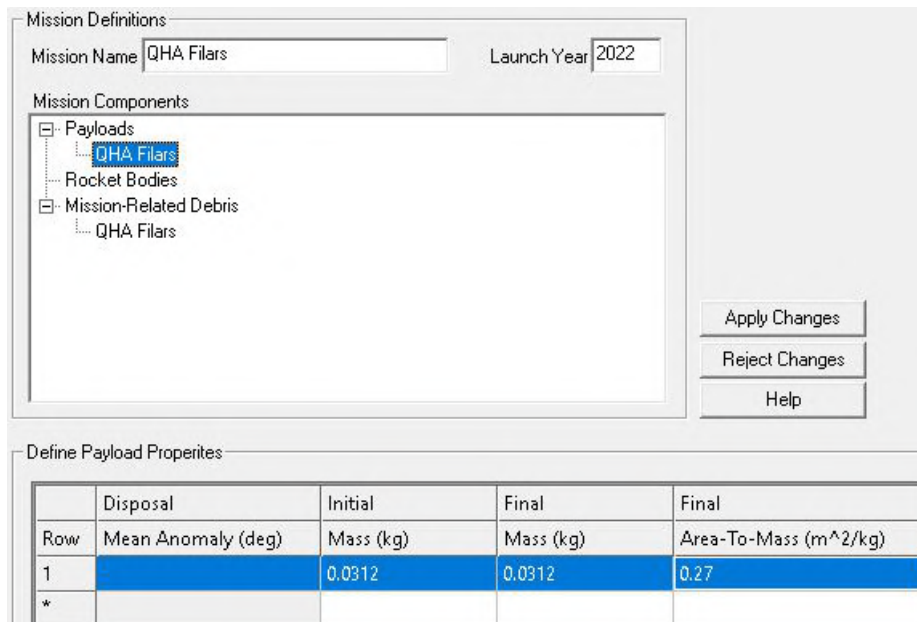 Mission Definitions
Mission Name QHA Filars Launch Year 2022
Mission Components
Payloads
QHA Filars
Rocket Bodies
Mission-Related Debris
QHA Filars
Apply Changes
Reject Changes
Help
Define Payload Properites
Disposal Initial Final Final
Row Mean Anomaly (deg) Mass (kg) Mass (kg) Area-To-Mass (m^2/kg)
1 0.0312 0.0312 0.27
*